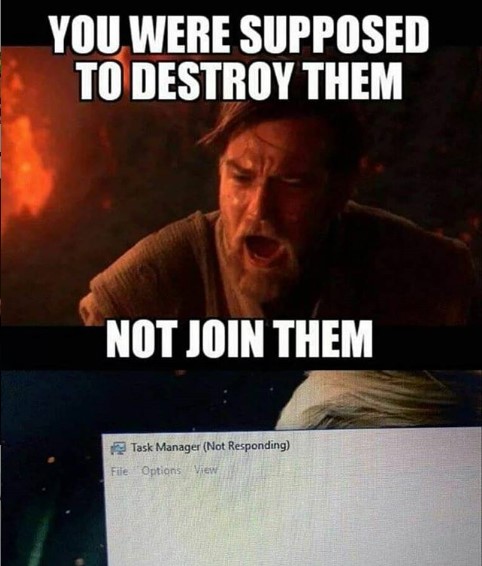 YOU WERE SUPPOSED
TO DESTROY THEM
NOT JOIN THEM
Task Manager (Not Responding)
File Options View